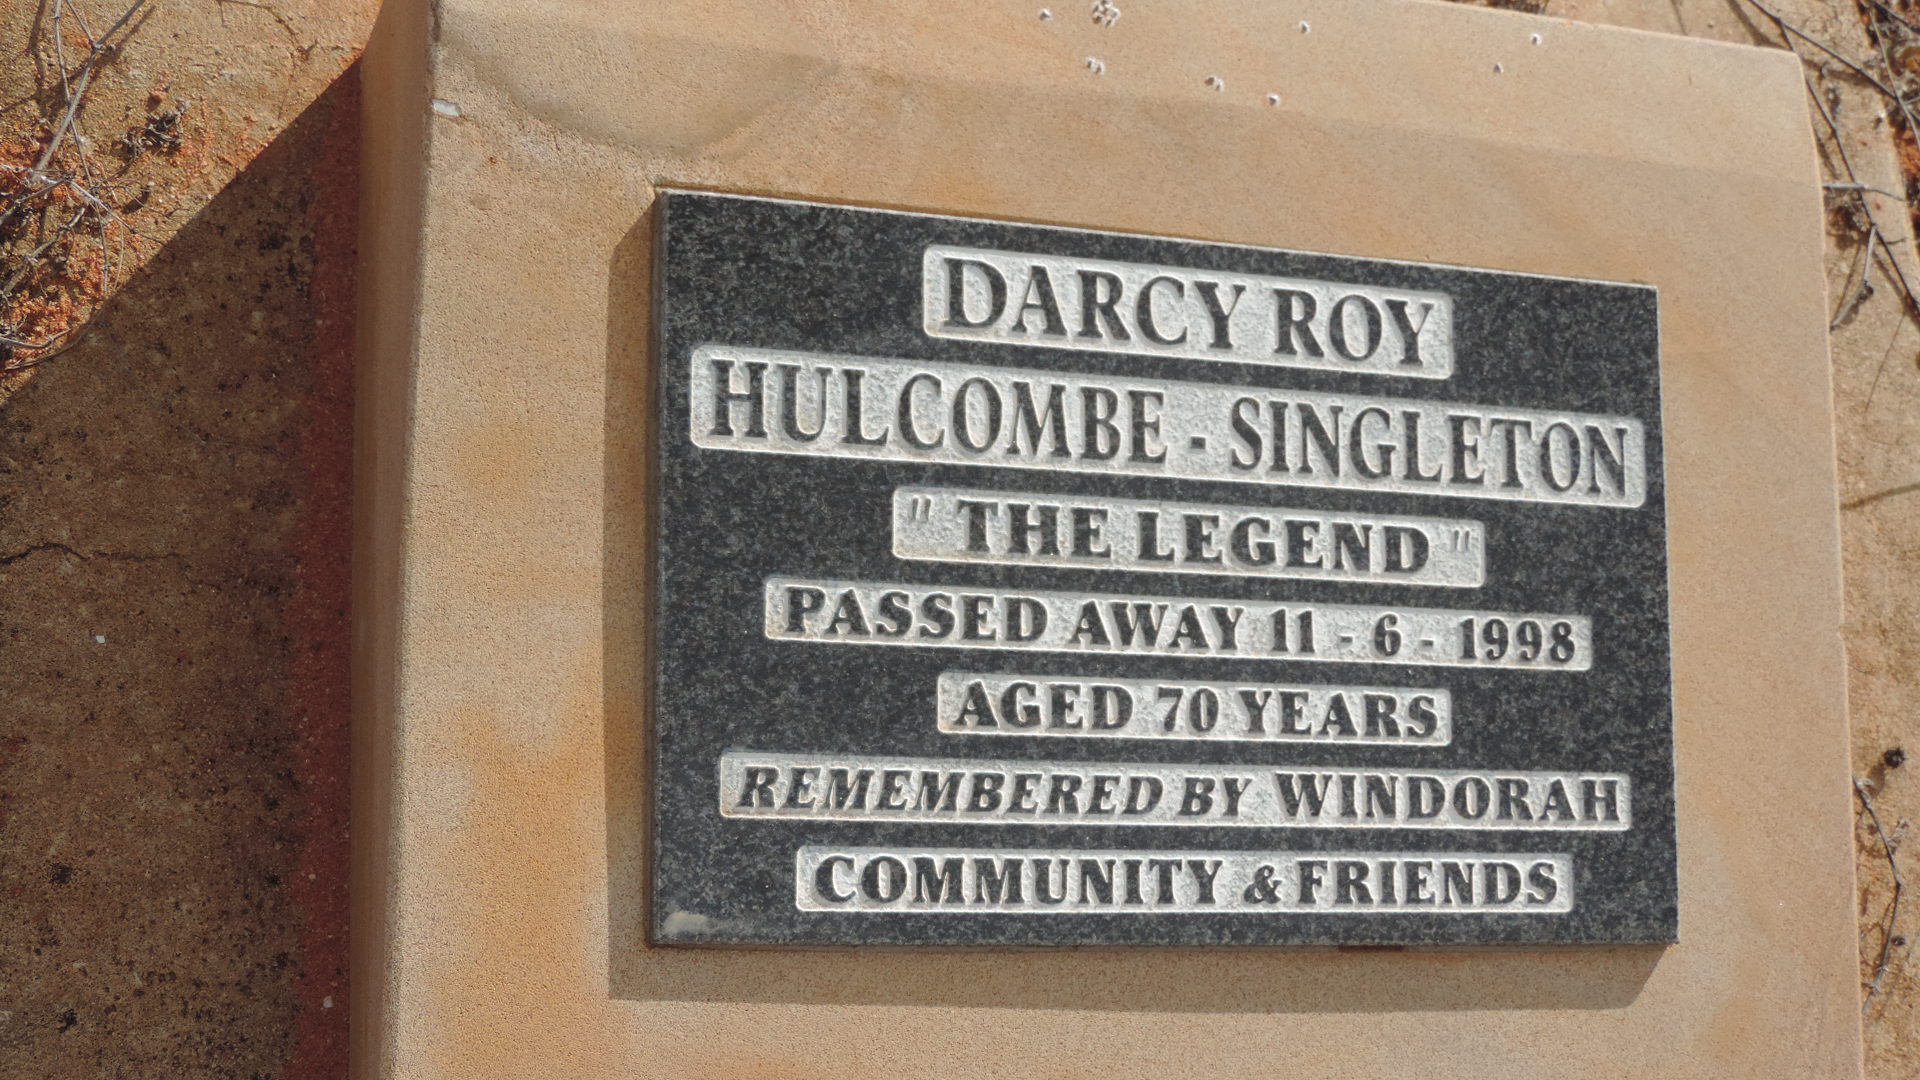 DARCY ROY
HULCOMBE - SINGLETON
" THE LEGEND "
PASSED AWAY 11 - 6 - 1998
AGED 70 YEARS
REMEMBERED BY WINDORAH
COMMUNITY & FRIENDS